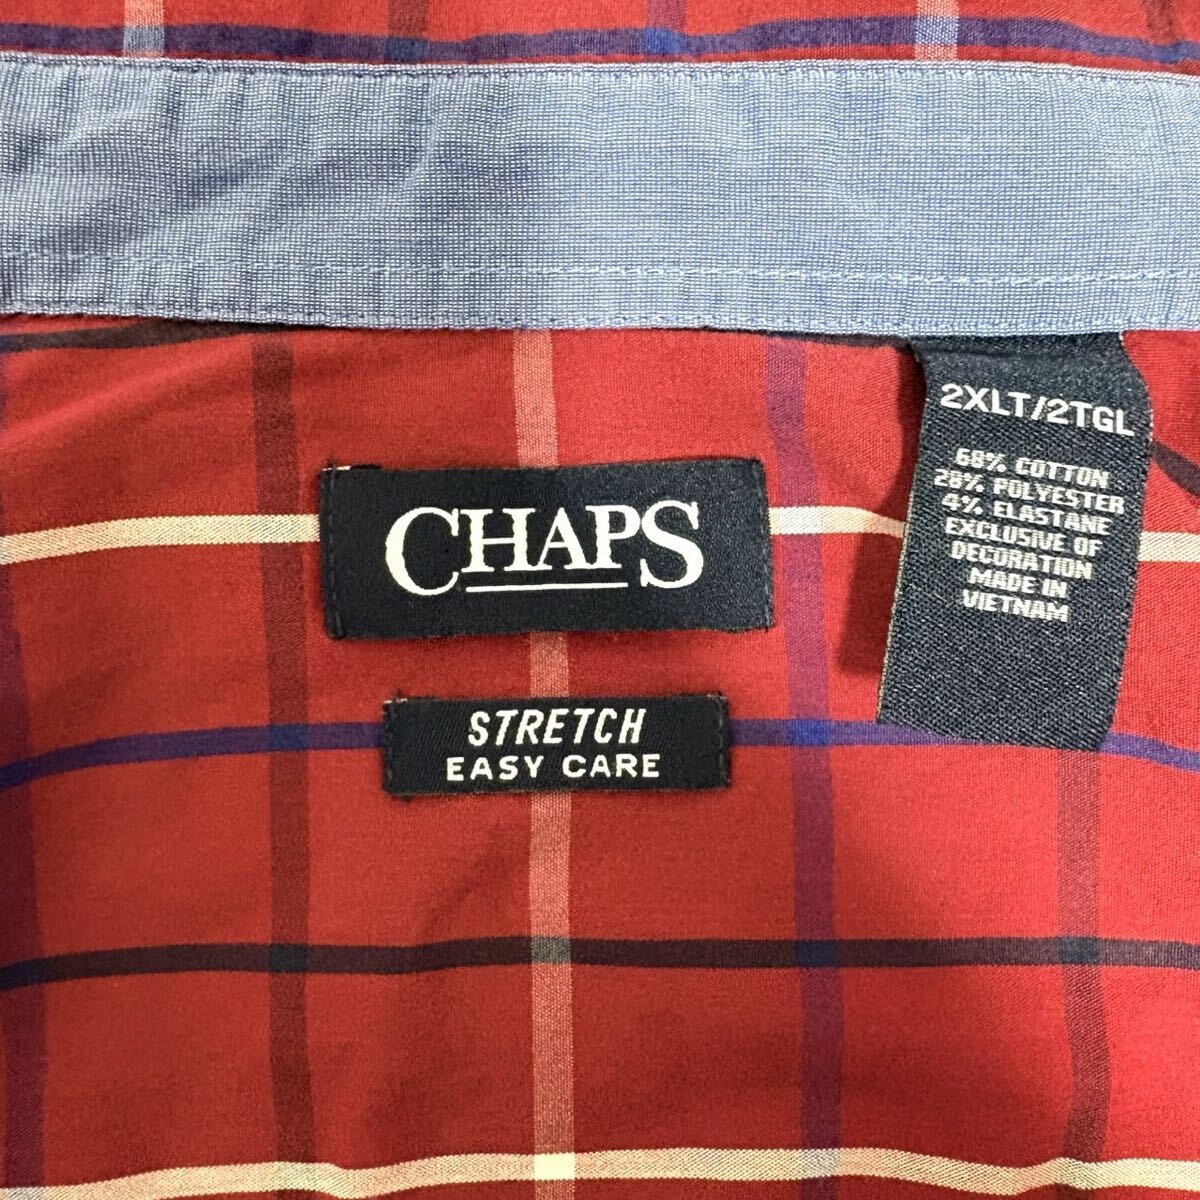 CHAPS
STRETCH
EASY CARE
2XLT/2TGL
68% COTTON
28% POLYESTER
4% ELASTANE
EXCLUSIVE OF
DECORATION
MADE IN
VIETNAM